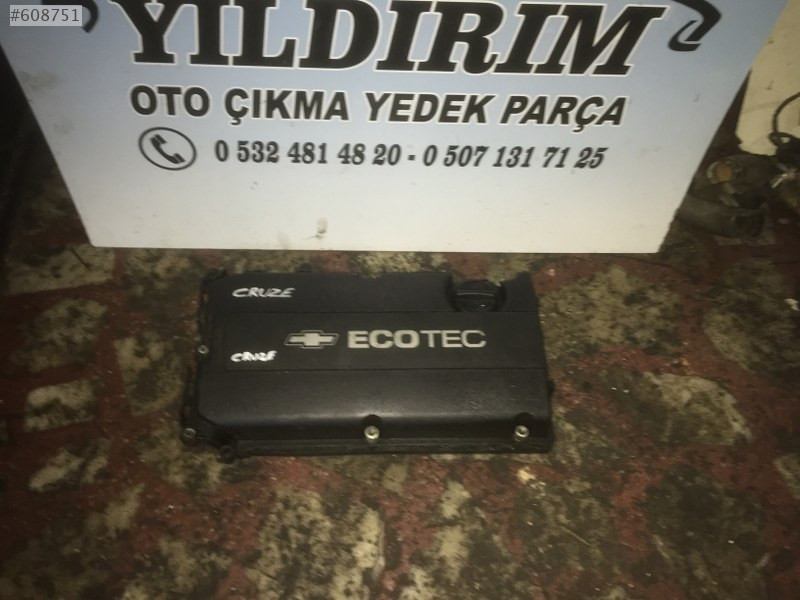 #608751
YILDIRIM
OTO ÇIKMA YEDEK PARÇA
0 532 481 48 20 - 0 507 131 71 25
CRUZE
ECOTEC
CRUZE